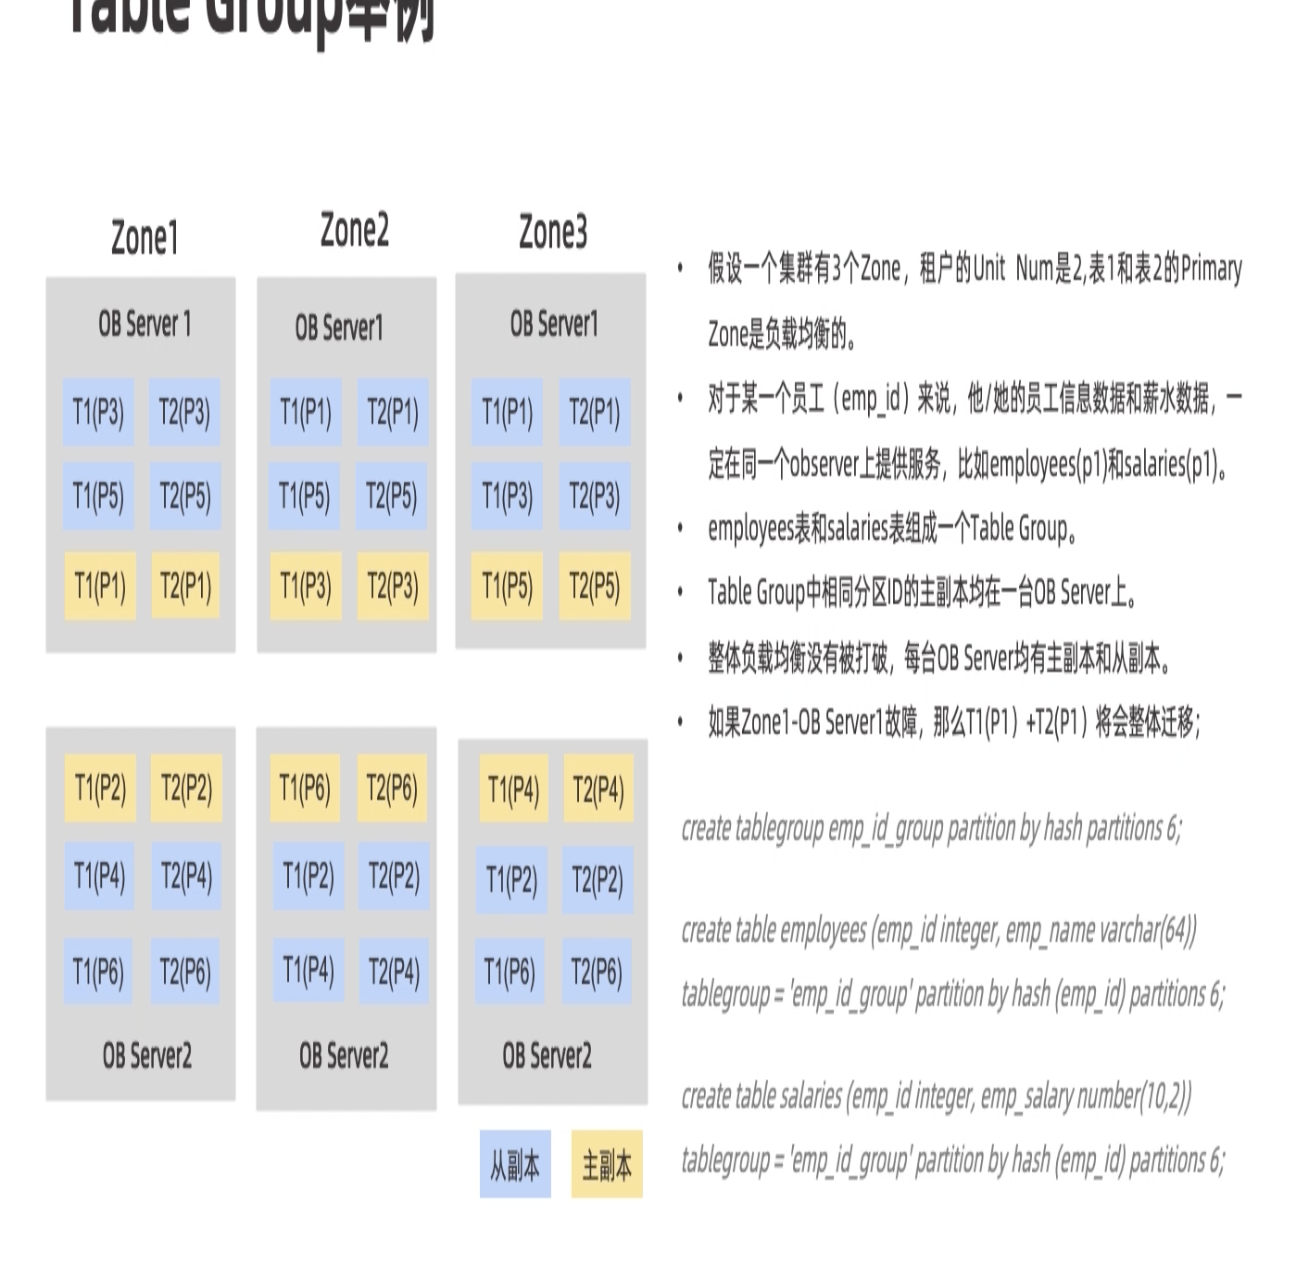 Table Group举例
Zone1
Zone2
Zone3
OB Server 1
OB Server1
OB Server1
T1(P3) T2(P3)
T1(P1) T2(P1)
T1(P1) T2(P1)
T1(P5) T2(P5)
T1(P5) T2(P5)
T1(P3) T2(P3)
T1(P1) T2(P1)
T1(P3) T2(P3)
T1(P5) T2(P5)
T1(P2) T2(P2)
T1(P6) T2(P6)
T1(P4) T2(P4)
T1(P4) T2(P4)
T1(P2) T2(P2)
T1(P2) T2(P2)
T1(P6) T2(P6)
T1(P4) T2(P4)
T1(P6) T2(P6)
OB Server2
OB Server2
OB Server2
从副本
主副本
• 假设一个集群有3个Zone，租户的Unit Num是2,表1和表2的Primary
Zone是负载均衡的。
• 对于某一个员工（emp_id）来说，他/她的员工信息数据和薪水数据，一
定在同一个observer上提供服务，比如employees(p1)和salaries(p1)。
• employees表和salaries表组成一个Table Group。
• Table Group中相同分区ID的主副本均在一台OB Server上。
• 整体负载均衡没有被打破，每台OB Server均有主副本和从副本。
• 如果Zone1-OB Server1故障，那么T1(P1）+T2(P1）将会整体迁移；
create tablegroup emp_id_group partition by hash partitions 6;
create table employees (emp_id integer, emp_name varchar(64))
tablegroup = 'emp_id_group' partition by hash (emp_id) partitions 6;
create table salaries (emp_id integer, emp_salary number(10,2))
tablegroup = 'emp_id_group' partition by hash (emp_id) partitions 6;